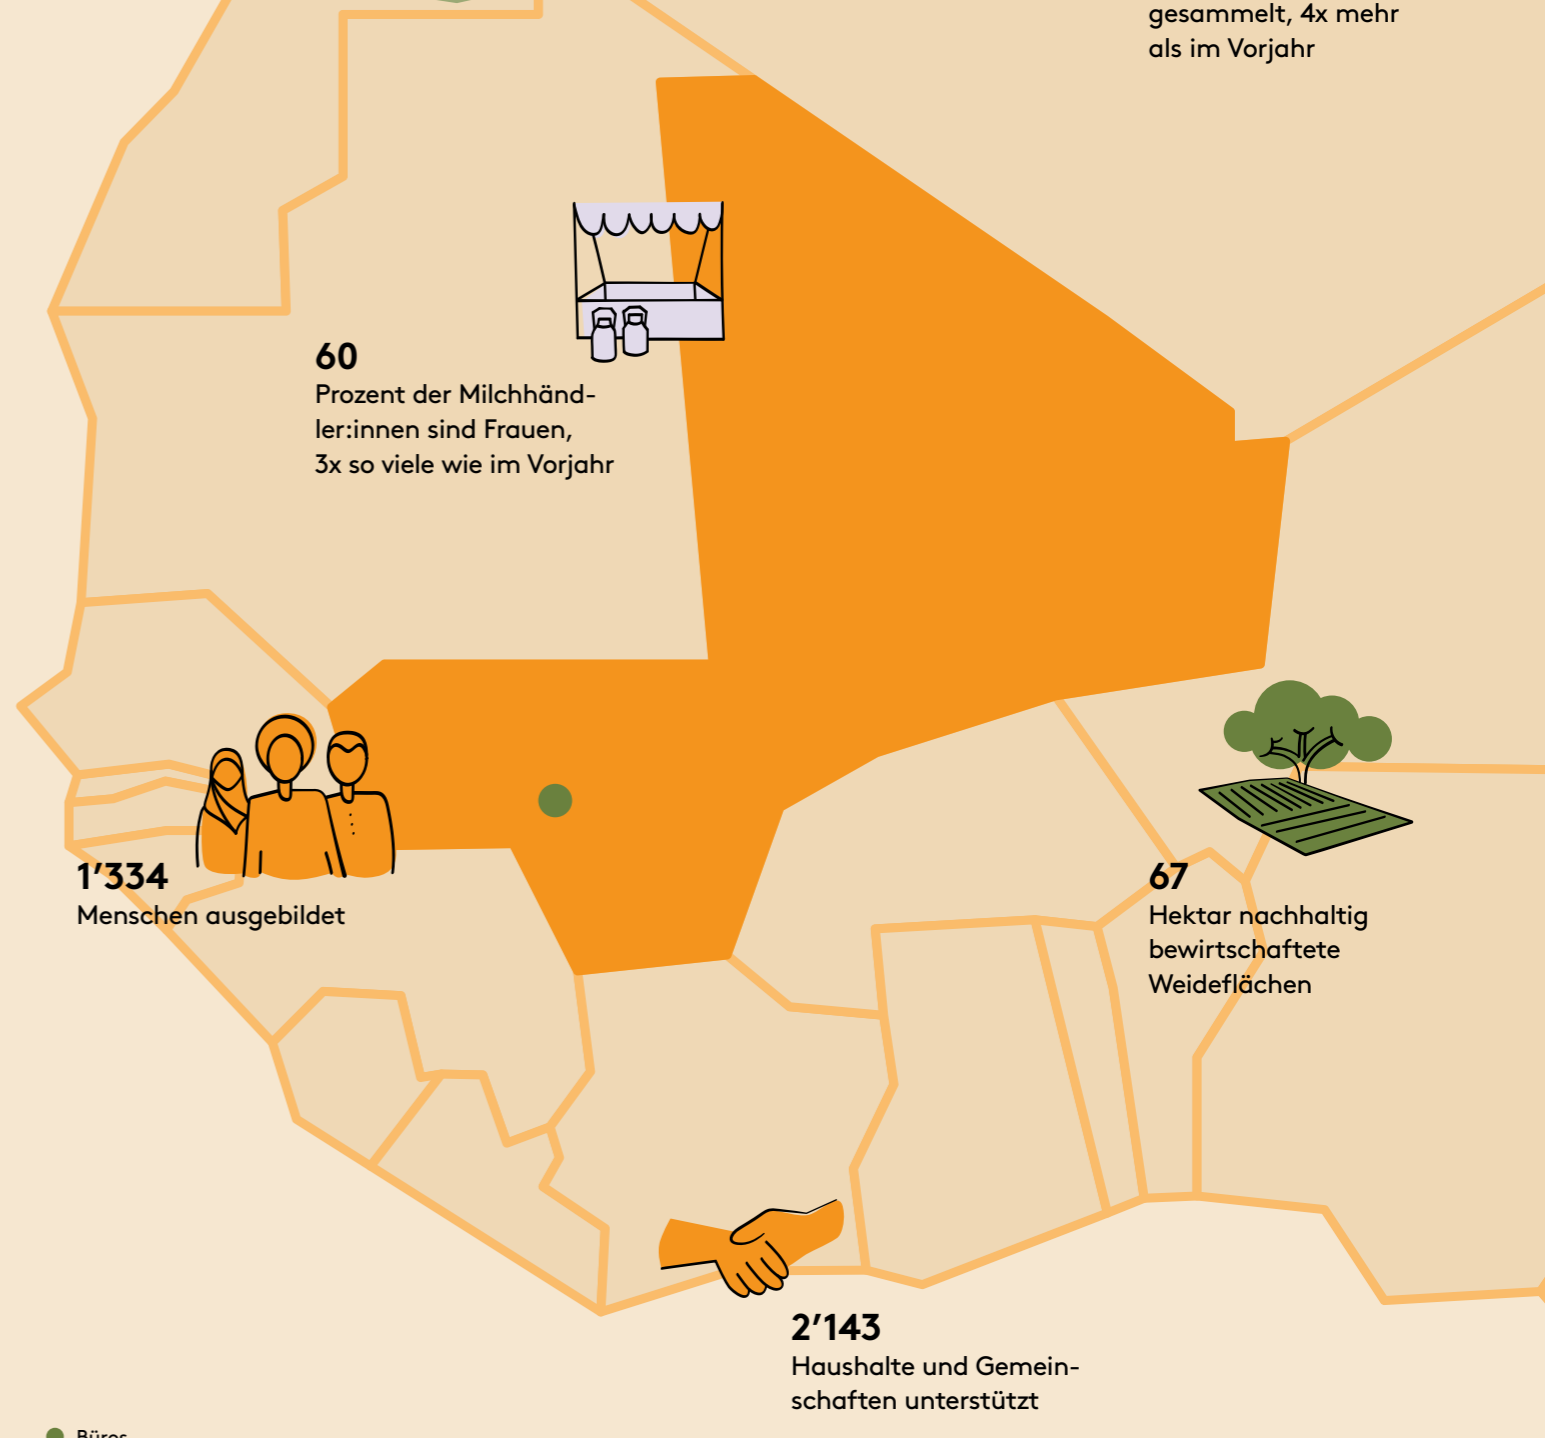 gesammelt, 4x mehr
als im Vorjahr
60
Prozent der Milchhänd-
ler:innen sind Frauen,
3x so viele wie im Vorjahr
1’334
Menschen ausgebildet
67
Hektar nachhaltig
bewirtschaftete
Weideflächen
2’143
Haushalte und Gemein-
schaften unterstützt
Büros